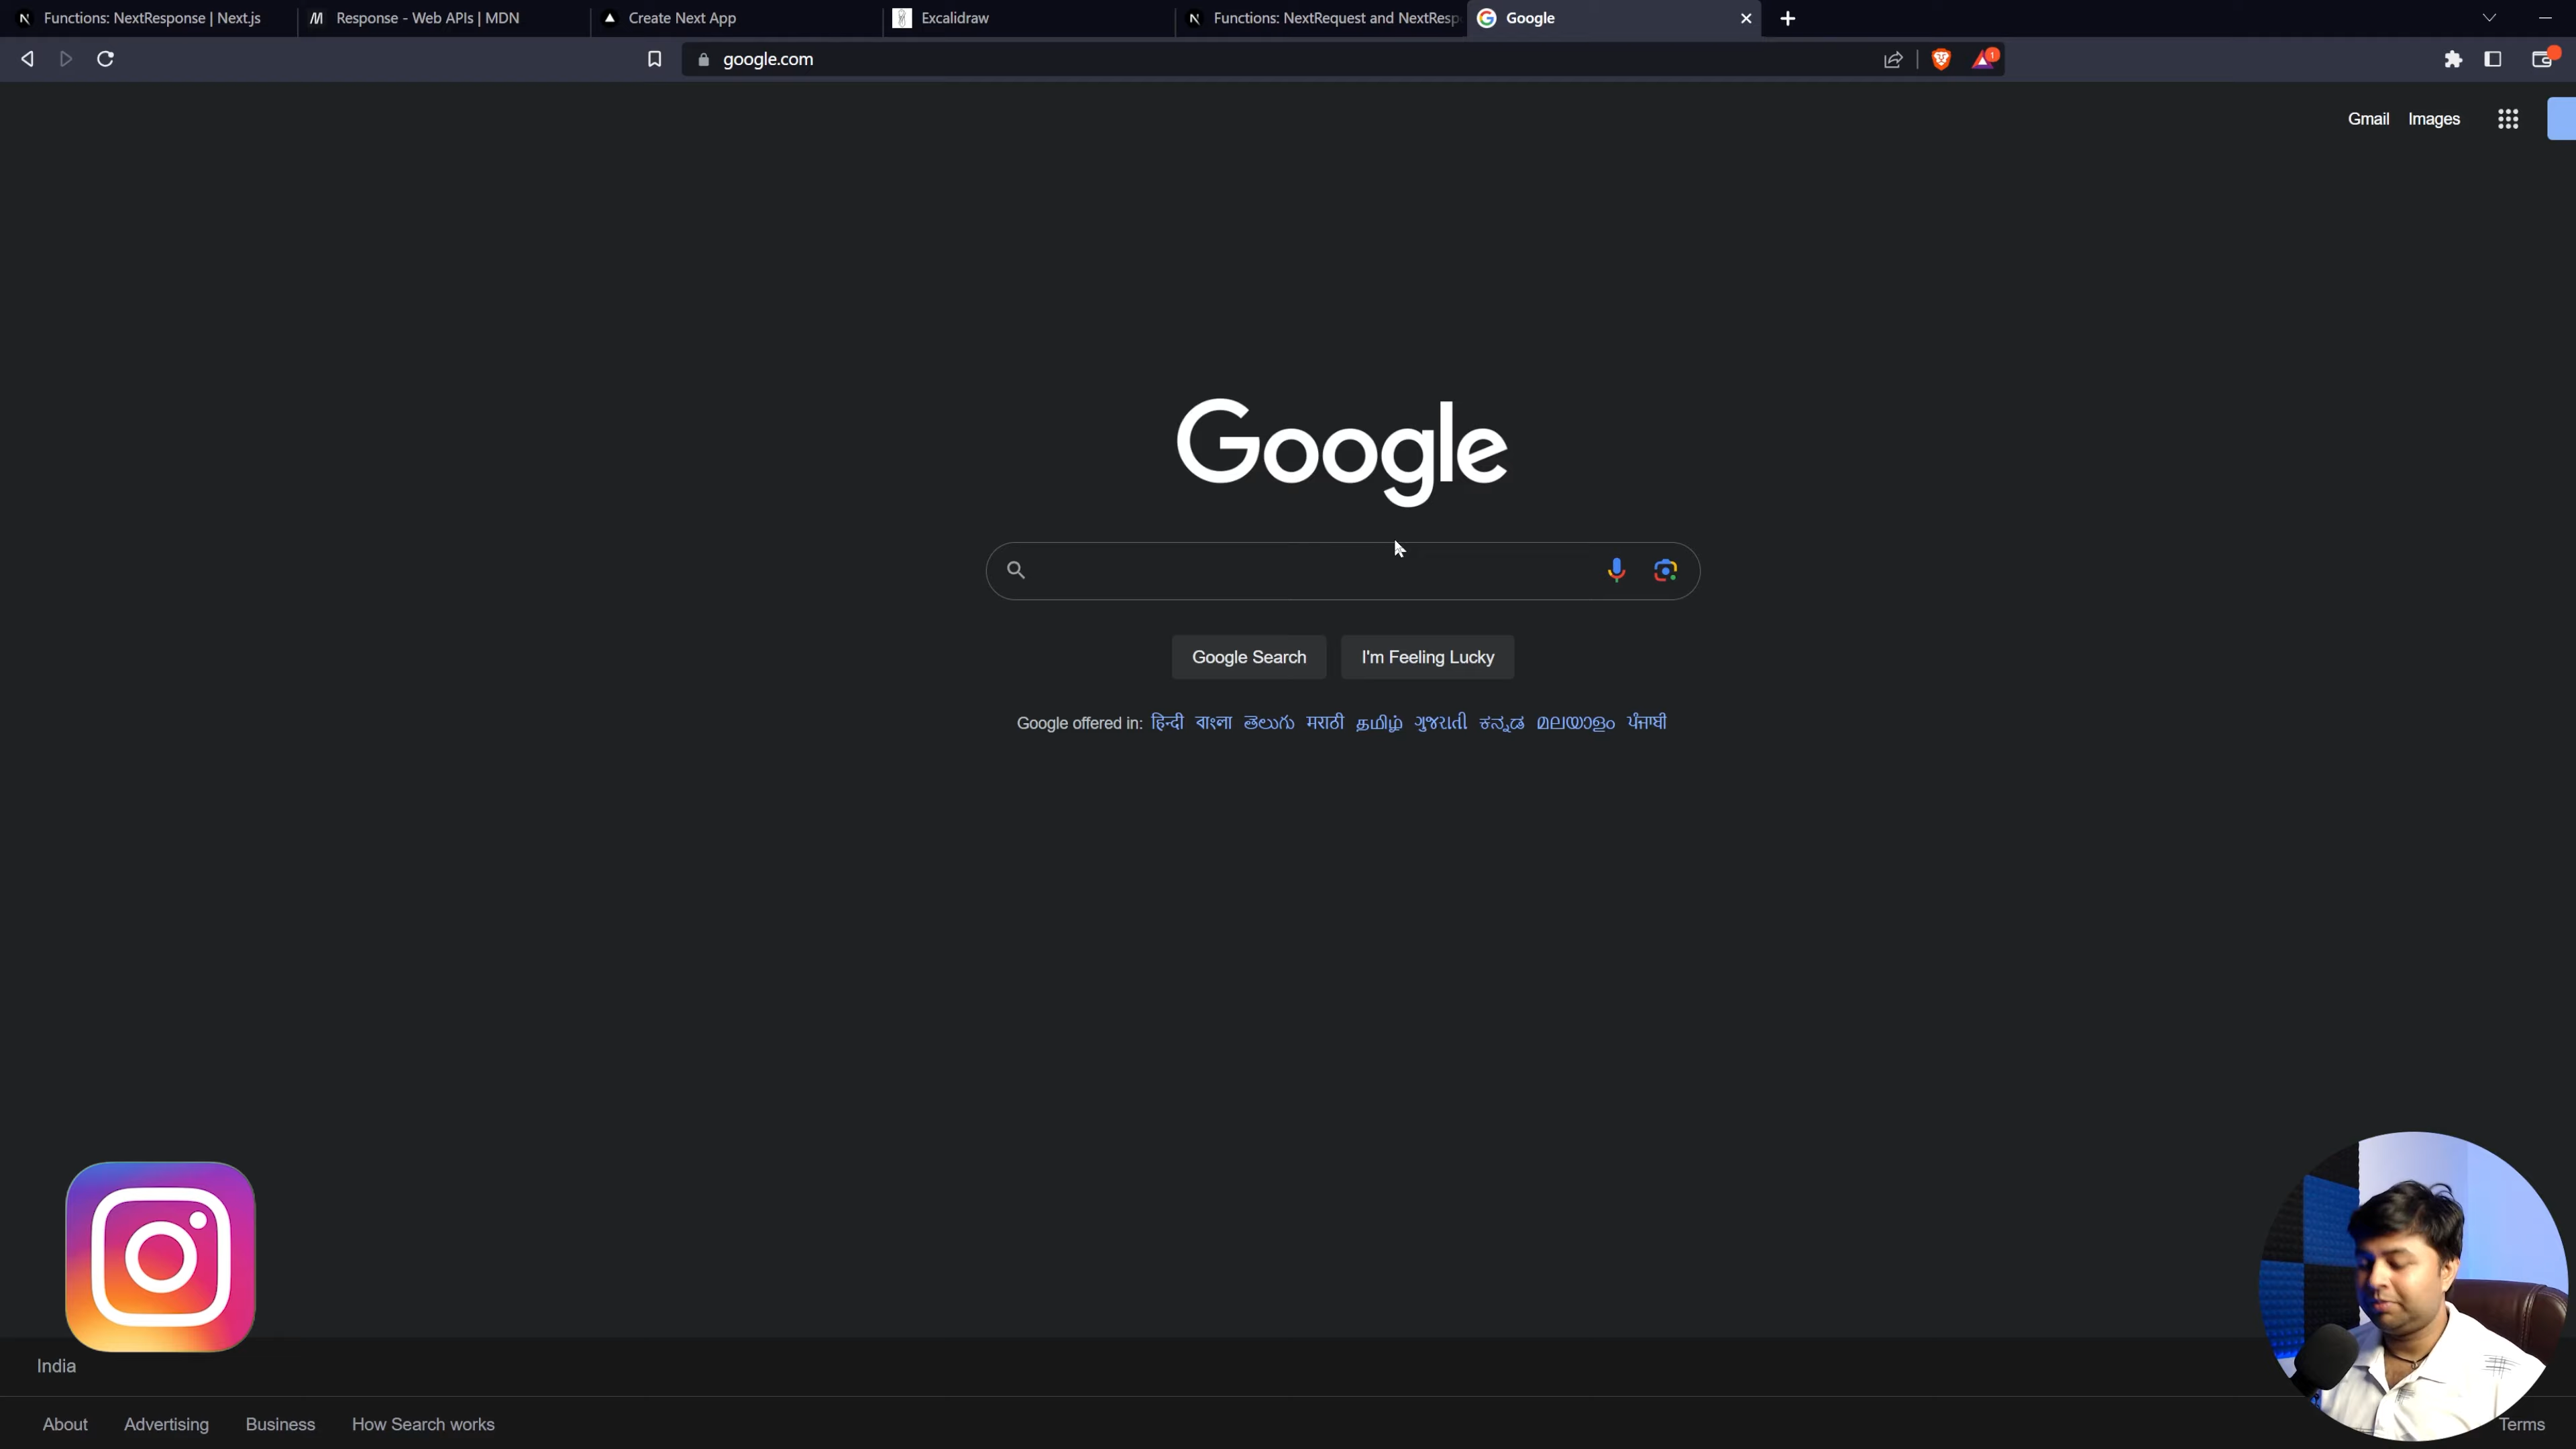 Functions: NextResponse | Next.js
Response - Web APIs | MDN
Create Next App
Excalidraw
Functions: NextRequest and NextResp
Google
google.com
1
Gmail Images
Google
Google Search I'm Feeling Lucky
Google offered in: हिन्दी বাংলা తెలుగు मराठी தமிழ் ગુજરાતી ಕನ್ನಡ മലയാളം ਪੰਜਾਬੀ
India
About Advertising Business How Search works
Terms